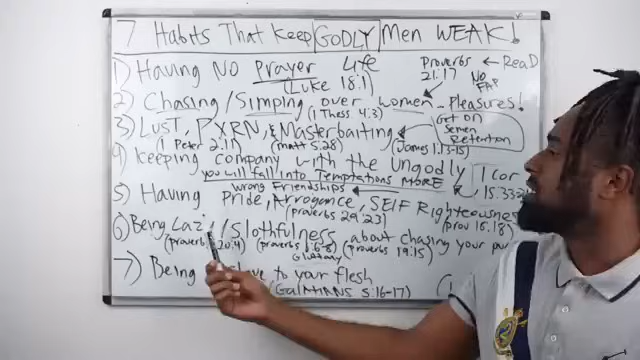 7 Habits That Keep GODLY Men WEAK!
1) Having NO Prayer Life
(Luke 18:1)
Proverbs 21:17 ← ReaD
NO FAP
2) Chasing/Simping over women - Pleasures!
(1 Thess. 4:3)
3) LusT, PXRN, & Masterbaiting
(1 Peter 2:11) (matt 5:28) (James 1:13-15)
Get on Semen Retention
4) Keeping company with the Ungodly
you will fall into Temptations MORE
1 Cor 15:33
Wrong Friendships
5) Having Pride, Arrogance, SElF Righteowsness
(proverbs 29:23) (prov 15:18)
6) Being Lazy/Slothfulness about chasing your
(proverbs 20:4) (proverbs 6:6-8) (proverbs 19:15)
Gluttony
7) Being to your flesh
(GalatiANs 5:16-17)